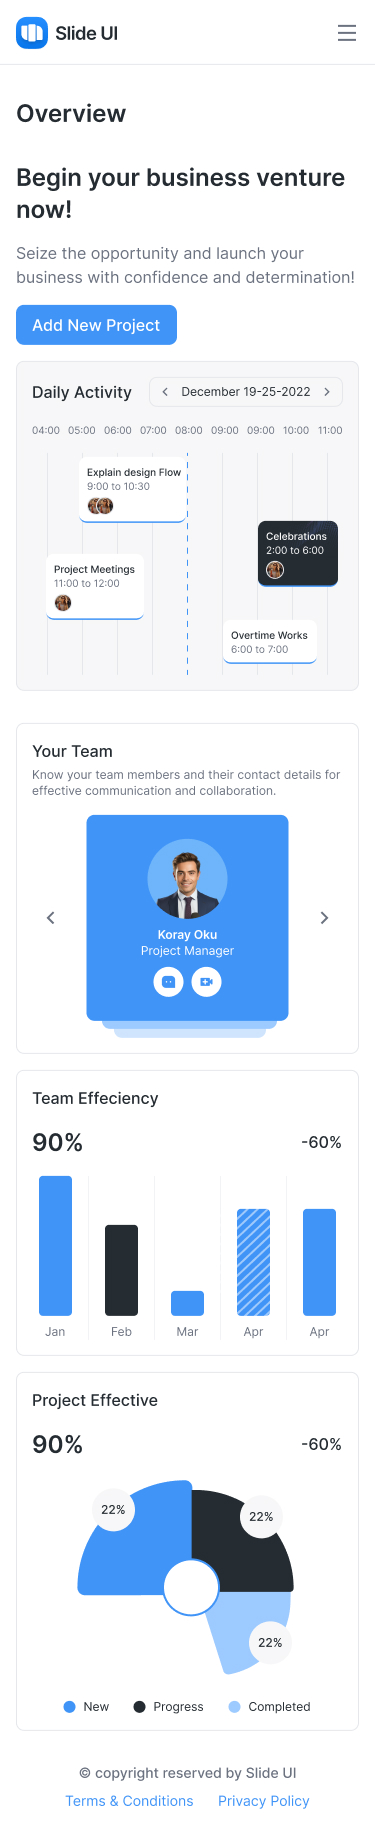 Slide UI
Overview
Begin your business venture
now!
Seize the opportunity and launch your
business with confidence and determination!
Add New Project
Daily Activity
December 19-25-2022
04:00 05:00 06:00 07:00 08:00 09:00 09:00 10:00 11:00
Explain design Flow
9:00 to 10:30
Celebrations
2:00 to 6:00
Project Meetings
11:00 to 12:00
Overtime Works
6:00 to 7:00
Your Team
Know your team members and their contact details for
effective communication and collaboration.
Koray Oku
Project Manager
Team Effeciency
90% -60%
Jan Feb Mar Apr Apr
Project Effective
90% -60%
22%
22%
22%
New Progress Completed
© copyright reserved by Slide UI
Terms & Conditions Privacy Policy